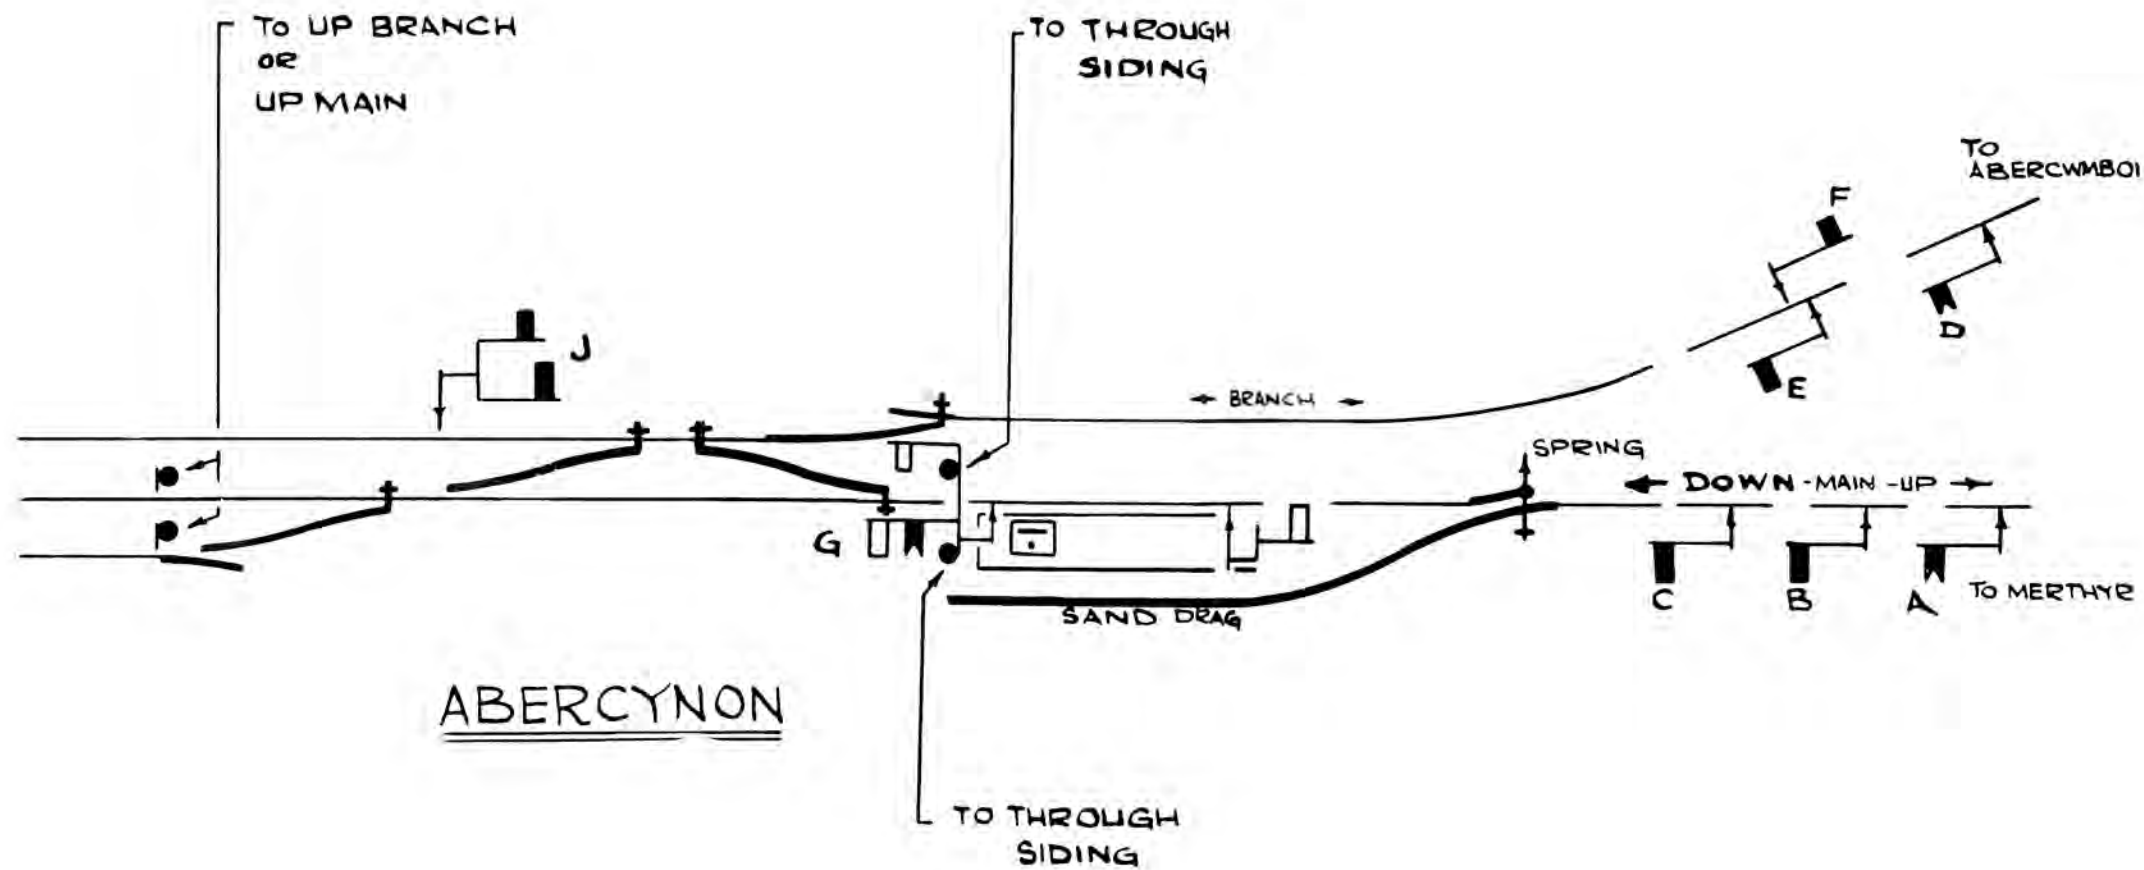 TO UP BRANCH
OR
UP MAIN
TO THROUGH
SIDING
TO
ABERCWMBOI
F
D
E
J
BRANCH
SPRING
DOWN - MAIN - UP
G
C
B
A
TO MERTHYR
SAND DRAG
ABERCYNON
TO THROUGH
SIDING